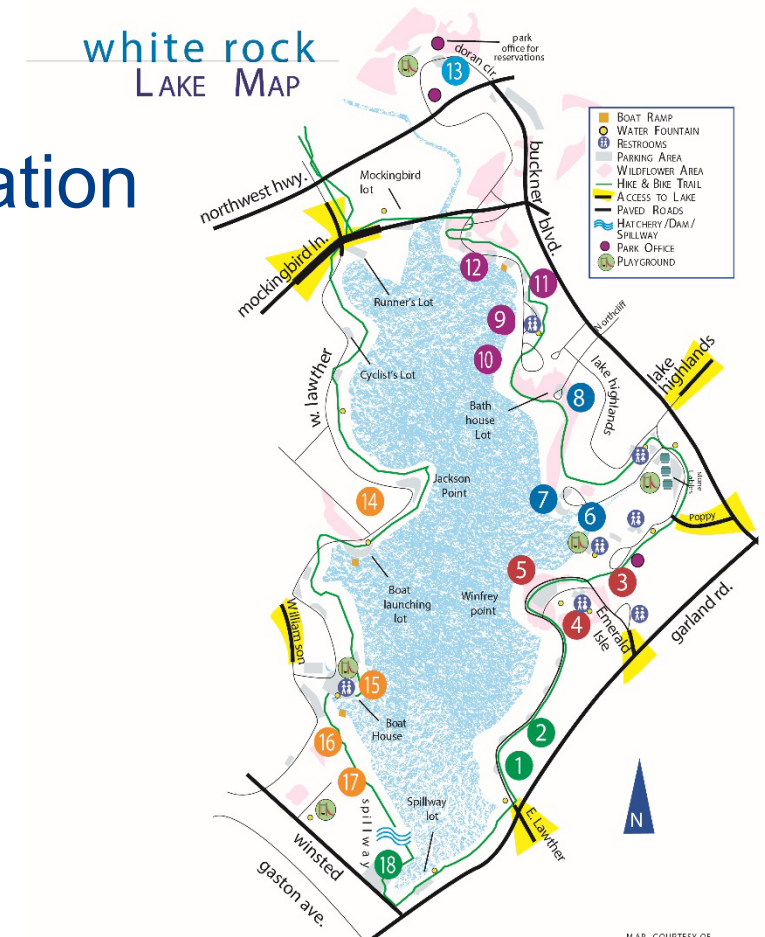 white rock
LAKE MAP
ation
park
office for
reservations
doran cir.
13
BOAT RAMP
WATER FOUNTAIN
RESTROOMS
PARKING AREA
WILDFLOWER AREA
HIKE & BIKE TRAIL
ACCESS TO LAKE
PAVED ROADS
HATCHERY/DAM/
SPILLWAY
PARK OFFICE
PLAYGROUND
buckner blvd.
northwest hwy.
Mockingbird
lot
mockingbird ln.
12
11
Runner's Lot
9
Northcliff
10
Cyclist's Lot
lake highlands
lake
highlands
w. lawther
8
Bath
house
Lot
Jackson
Point
stone
tables
14
7
6
Poppy
5
3
Boat
launching
lot
Winfrey
point
4
Emerald
Isle
garland rd.
Williamson
15
Boat
House
2
16
1
17
N
Spillway
lot
E. Lawther
spillway
18
winsted
gaston ave.
MAP COURTESY OF